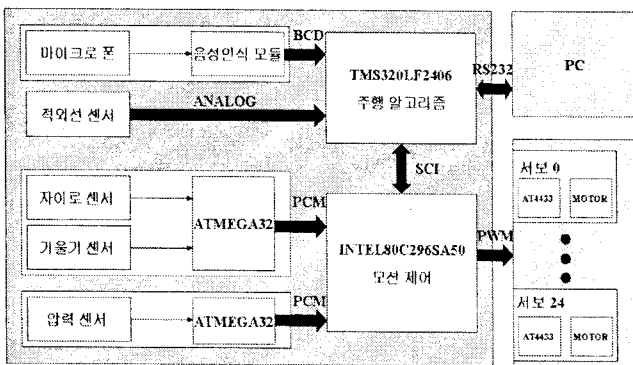 BCD
마이크로 폰
음성인식 모듈
TMS320LF2406
주행 알고리즘
RS232
PC
적외선 센서
ANALOG
SCI
서보 0
AT4433
MOTOR
자이로 센서
ATMEGA32
PCM
기울기 센서
INTEL80C296SA50
모션 제어
PWM
서보 24
AT4433
MOTOR
압력 센서
ATMEGA32
PCM